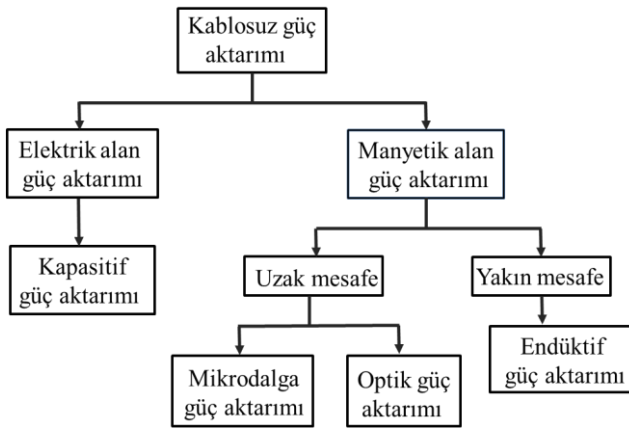 Kablosuz güç
aktarımı
Elektrik alan
güç aktarımı
Manyetik alan
güç aktarımı
Kapasitif
güç aktarımı
Uzak mesafe
Yakın mesafe
Mikrodalga
güç aktarımı
Optik güç
aktarımı
Endüktif
güç aktarımı